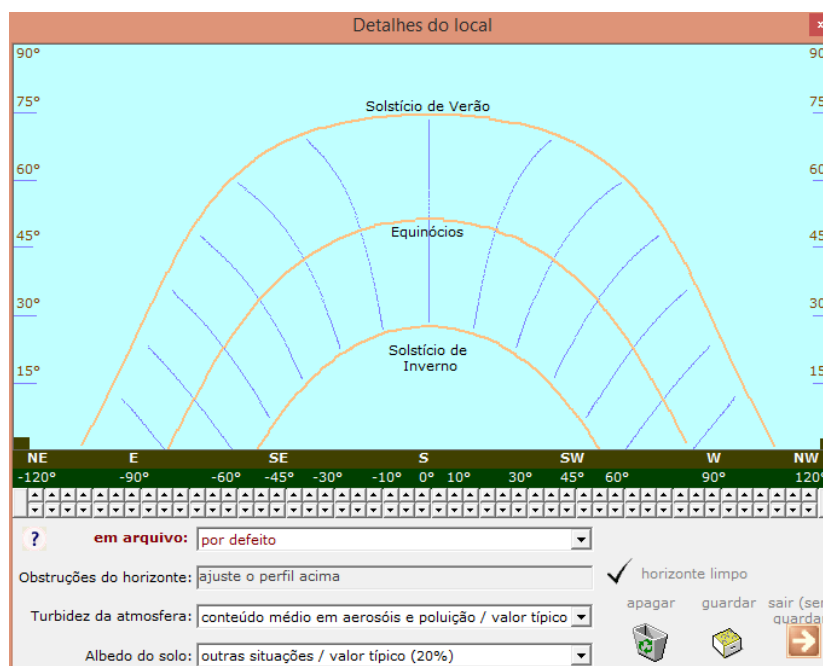 Detalhes do local
x
90° 90
75° 75
Solstício de Verão
60° 60
Equinócios
45° 45
30° 30
Solstício de
Inverno
15° 15
NE E SE S SW W NW
-120° -90° -60° -45° -30° -10° 0° 10° 30° 45° 60° 90° 120°
? em arquivo: por defeito
Obstruções do horizonte: ajuste o perfil acima
horizonte limpo
apagar guardar sair (sem
guardar
Turbidez da atmosfera: conteúdo médio em aerosóis e poluição / valor típico
Albedo do solo: outras situações / valor típico (20%)